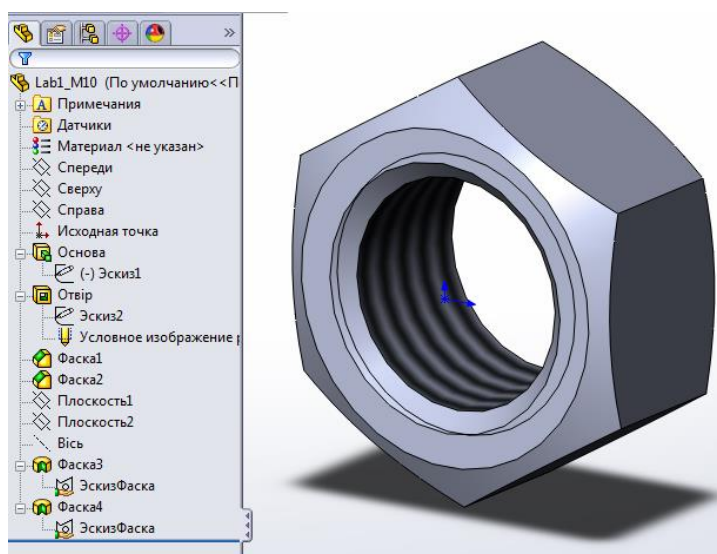 »
Lab1_M10 (По умолчанию<<П
A Примечания
Датчики
Материал <не указан>
Спереди
Сверху
Справа
Исходная точка
Основа
(-) Эскиз1
Отвір
Эскиз2
Условное изображение
Фаска1
Фаска2
Плоскость1
Плоскость2
Вісь
Фаска3
ЭскизФаска
Фаска4
ЭскизФаска